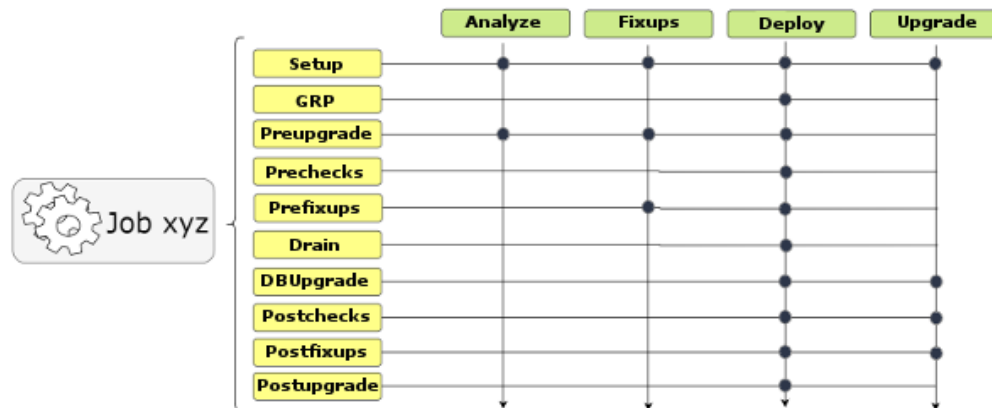 Analyze Fixups Deploy Upgrade
Setup
GRP
Preupgrade
Prechecks
Prefixups
Job xyz
Drain
DBUpgrade
Postchecks
Postfixups
Postupgrade